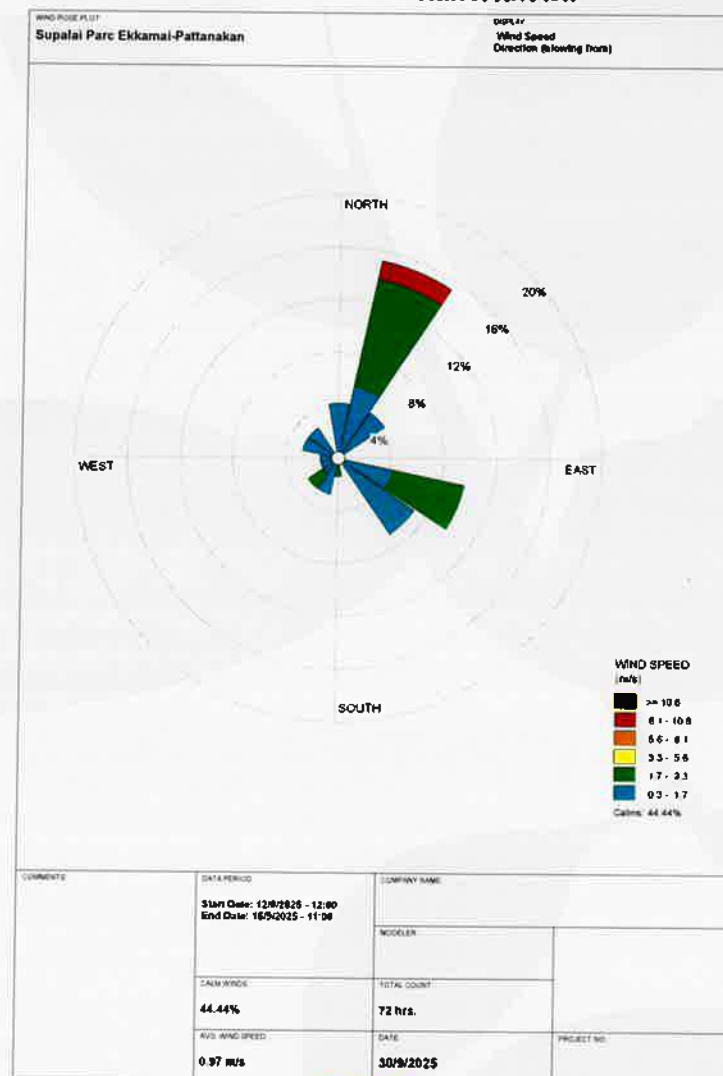 WIND ROSE PLOT
Supalai Parc Ekkamai-Pattanakan
DISPLAY
Wind Speed
Direction (blowing from)
NORTH
20%
16%
12%
8%
4%
WEST
EAST
SOUTH
WIND SPEED
(m/s)
>= 10.8
8.1 - 10.8
5.5 - 8.1
3.3 - 5.5
1.7 - 3.3
0.3 - 1.7
Calms: 44.44%
COMMENTS
DATA PERIOD
Start Date: 12/9/2025 - 12:00
End Date: 15/9/2025 - 11:00
COMPANY NAME
MODELER
CALM WINDS
44.44%
TOTAL COUNT
72 hrs.
AVG. WIND SPEED
0.97 m/s
DATE
30/9/2025
PROJECT NO.